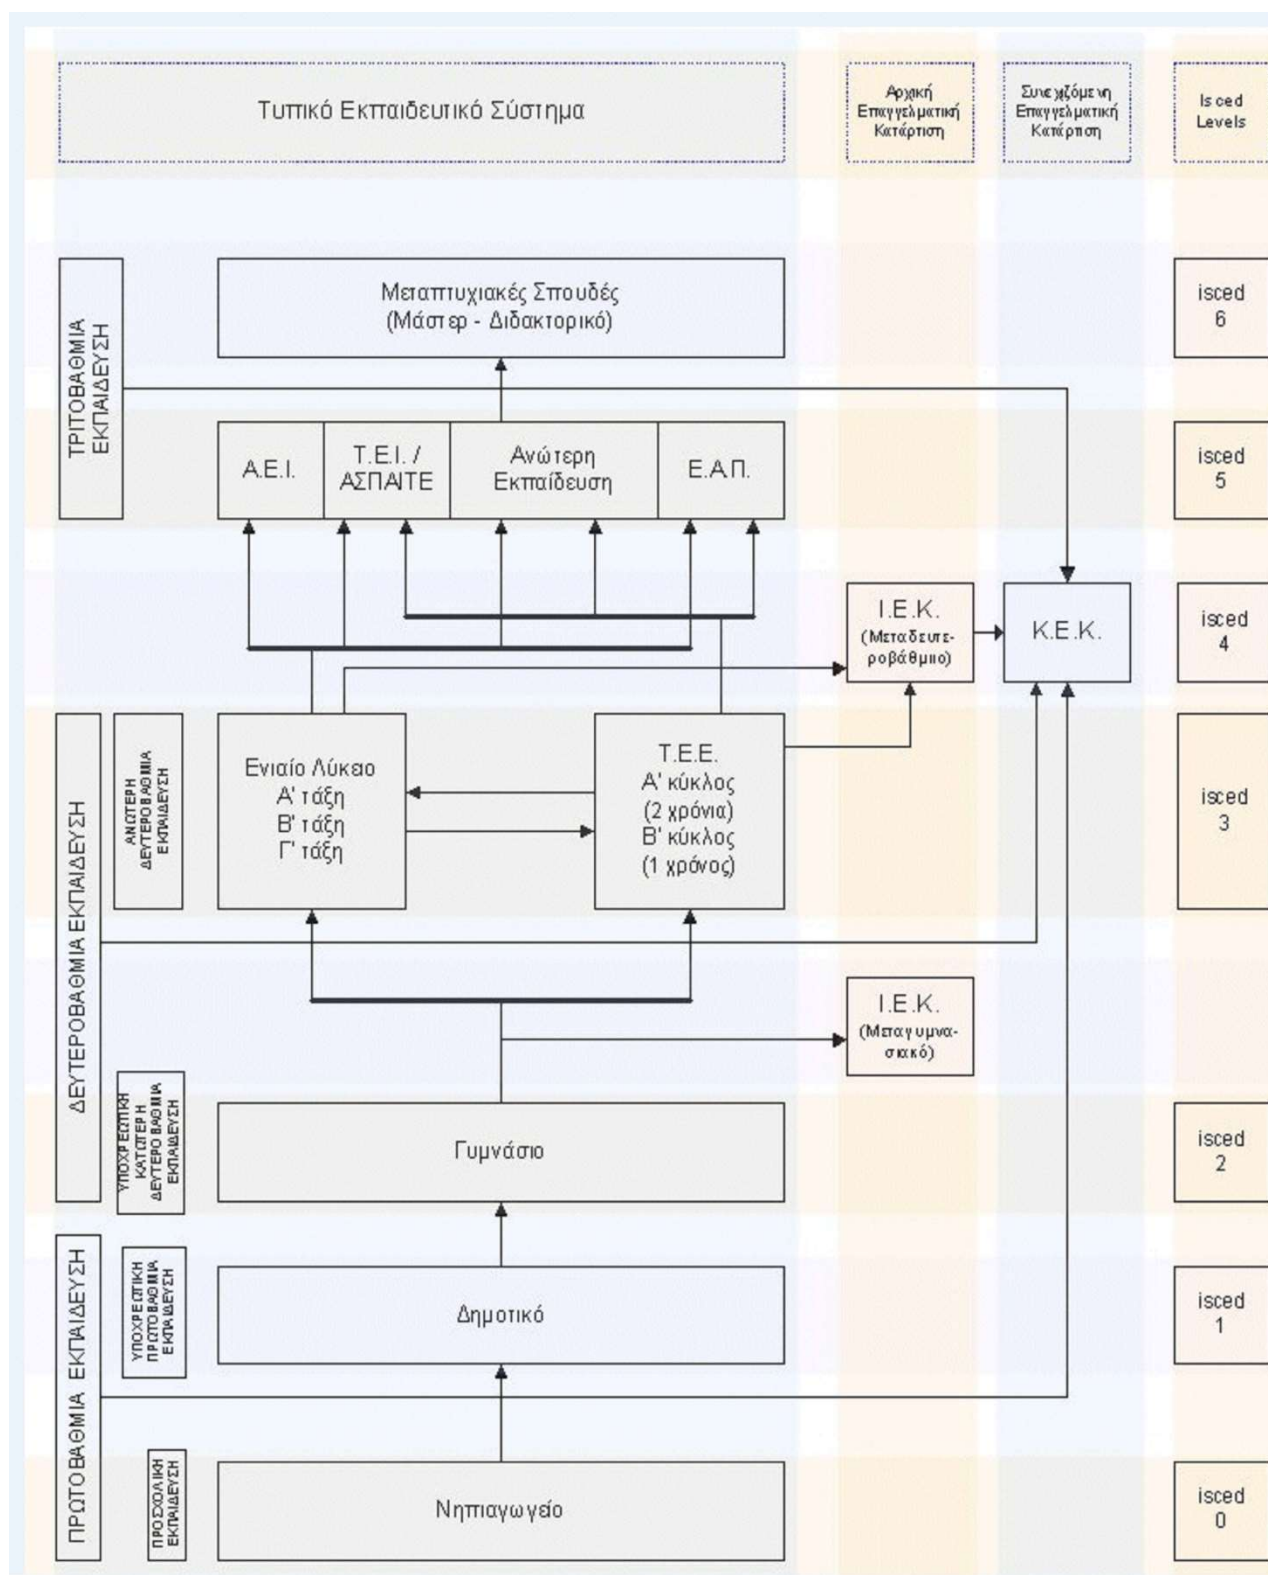 Τυπικό Εκπαιδευτικό Σύστημα
Αρχική
Επαγγελματική
Κατάρτιση
Συνεχιζόμενη
Επαγγελματική
Κατάρτιση
Isced
Levels
ΤΡΙΤΟΒΑΘΜΙΑ
ΕΚΠΑΙΔΕΥΣΗ
Μεταπτυχιακές Σπουδές
(Μάστερ - Διδακτορικό)
isced
6
Α.Ε.Ι.
Τ.Ε.Ι. /
ΑΣΠΑΙΤΕ
Ανώτερη
Εκπαίδευση
Ε.Α.Π.
isced
5
Ι.Ε.Κ.
(Μεταδευτε-
ροβάθμιο)
Κ.Ε.Κ.
isced
4
ΔΕΥΤΕΡΟΒΑΘΜΙΑ ΕΚΠΑΙΔΕΥΣΗ
ΑΝΩΤΕΡΗ
ΔΕΥΤΕΡΟΒΑΘΜΙΑ
ΕΚΠΑΙΔΕΥΣΗ
Ενιαίο Λύκειο
Α' τάξη
Β' τάξη
Γ' τάξη
Τ.Ε.Ε.
Α' κύκλος
(2 χρόνια)
Β' κύκλος
(1 χρόνος)
isced
3
Ι.Ε.Κ.
(Μεταγυμνα-
σιακό)
ΥΠΟΧΡΕΩΤΙΚΗ
ΚΑΤΩΤΕΡΗ
ΔΕΥΤΕΡΟΒΑΘΜΙΑ
ΕΚΠΑΙΔΕΥΣΗ
Γυμνάσιο
isced
2
ΠΡΩΤΟΒΑΘΜΙΑ ΕΚΠΑΙΔΕΥΣΗ
ΥΠΟΧΡΕΩΤΙΚΗ
ΠΡΩΤΟΒΑΘΜΙΑ
ΕΚΠΑΙΔΕΥΣΗ
Δημοτικό
isced
1
ΠΡΟΣΧΟΛΙΚΗ
ΕΚΠΑΙΔΕΥΣΗ
Νηπιαγωγείο
isced
0